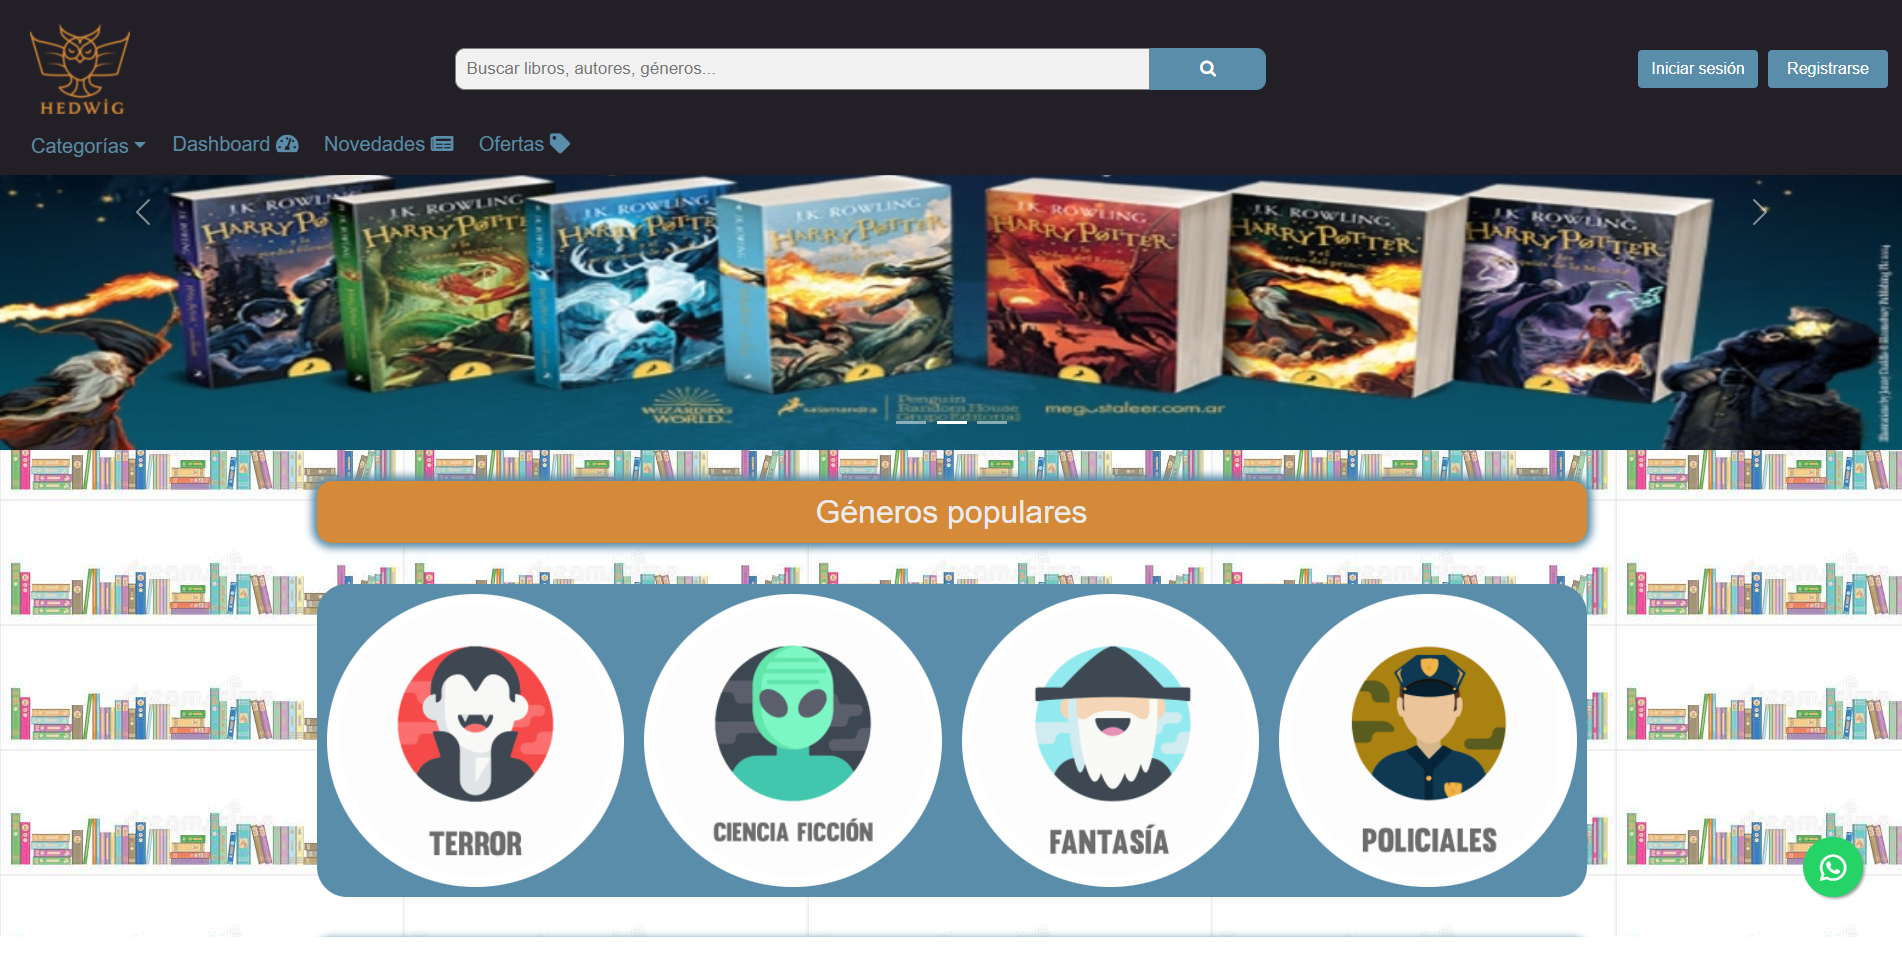 HEDWIG
Buscar libros, autores, géneros...
Iniciar sesión
Registrarse
Categorías
Dashboard
Novedades
Ofertas
J.K. ROWLING
HARRY POTTER
J.K. ROWLING
HARRY POTTER
J.K. ROWLING
HARRY POTTER
J.K. ROWLING
HARRY POTTER
J.K. ROWLING
HARRY POTTER
J.K. ROWLING
HARRY POTTER
J.K. ROWLING
HARRY POTTER
WIZARDING
WORLD
salamandra
Penguin
Random House
Grupo Editorial
megustaleer.com.ar
Géneros populares
TERROR
CIENCIA FICCIÓN
FANTASÍA
POLICIALES